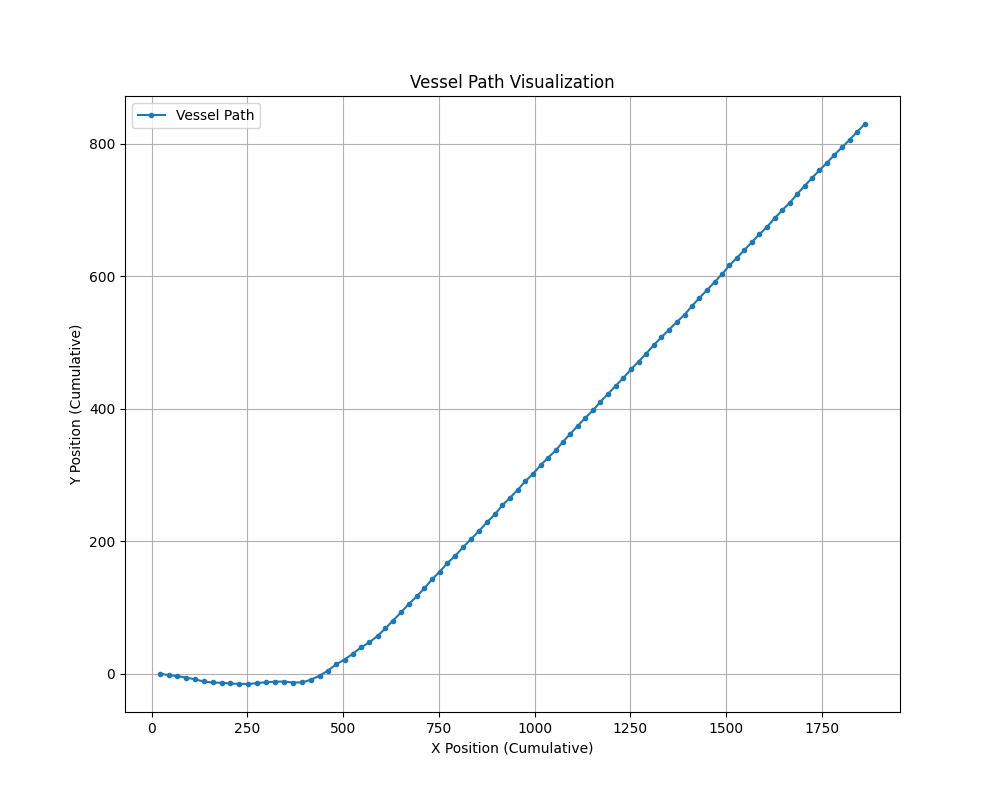 Vessel Path Visualization
Vessel Path
800
600
400
200
0
Y Position (Cumulative)
0 250 500 750 1000 1250 1500 1750
X Position (Cumulative)